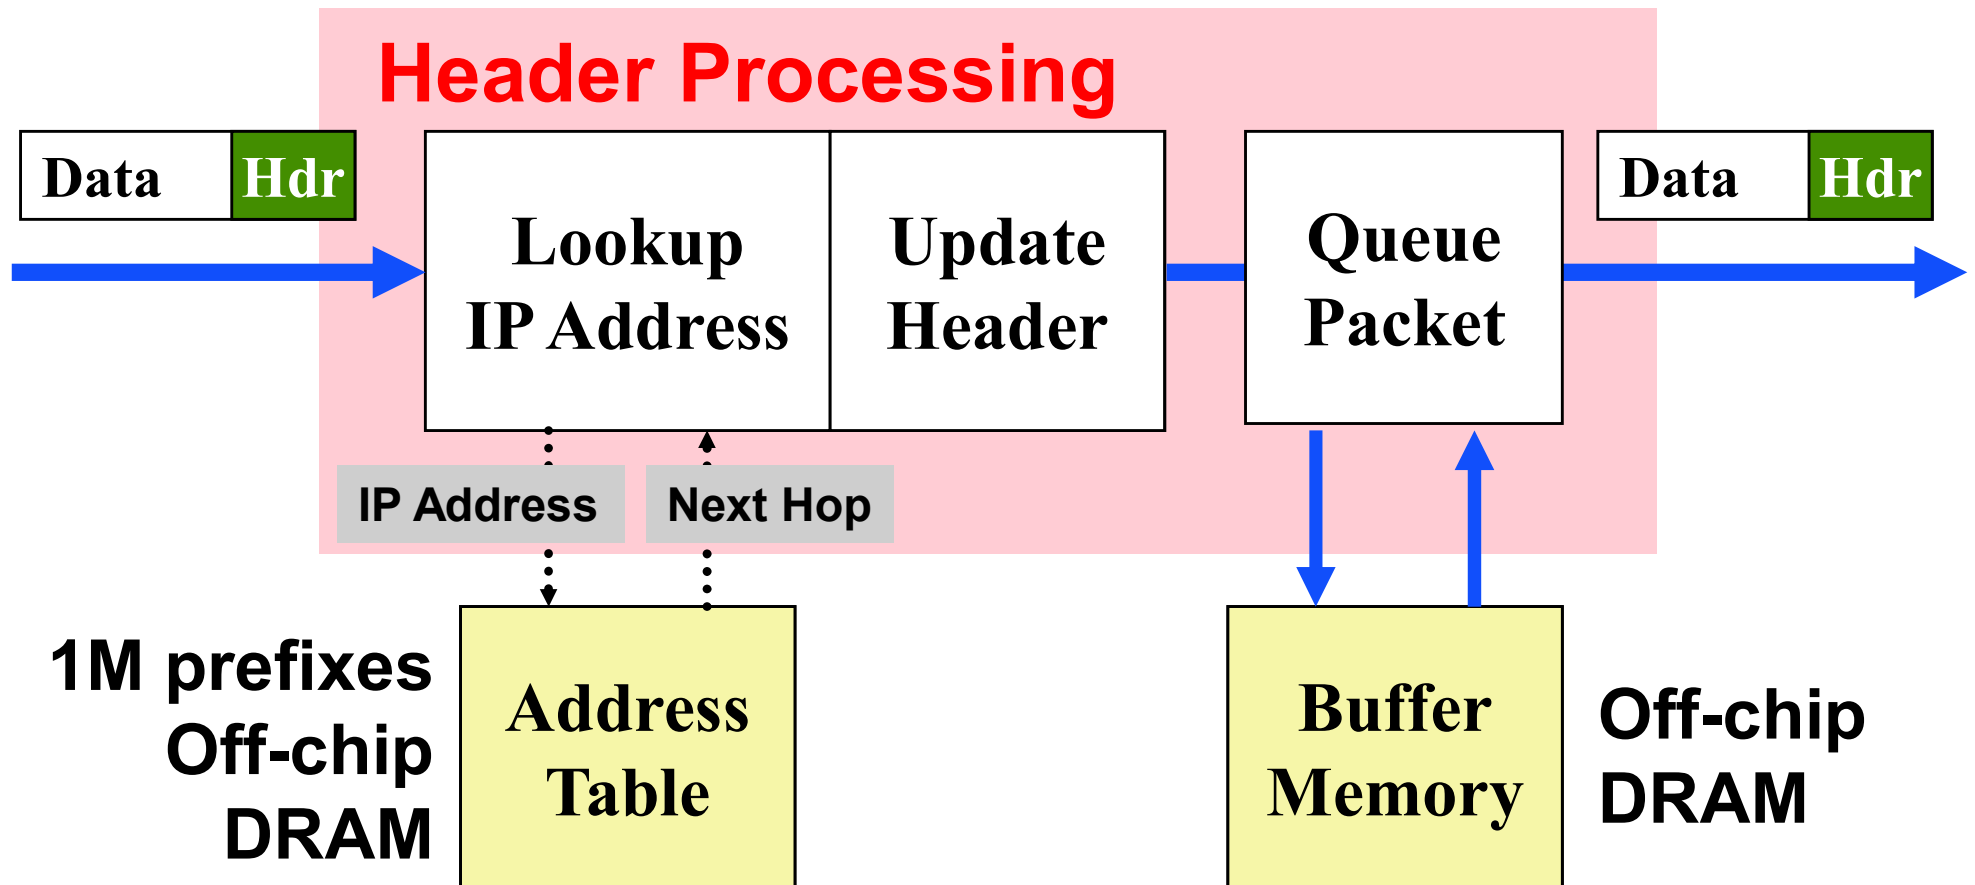 Header Processing
Data Hdr
Lookup
IP Address
Update
Header
Queue
Packet
Data Hdr
IP Address
Next Hop
1M prefixes
Off-chip
DRAM
Address
Table
Buffer
Memory
Off-chip
DRAM